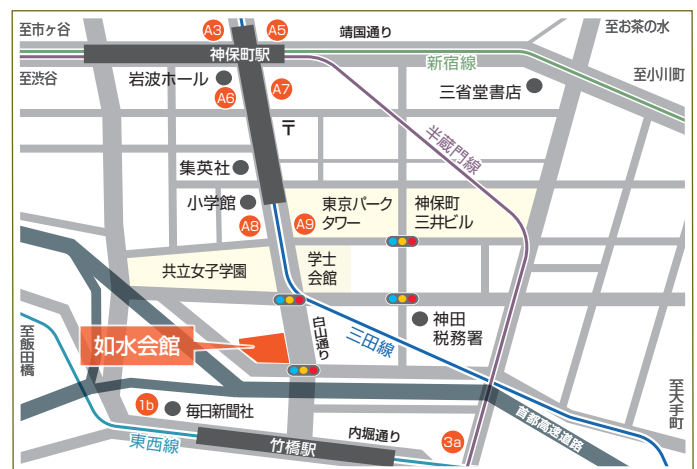 至市ヶ谷
A3
A5
靖国通り
至お茶の水
神保町駅
新宿線
至渋谷
岩波ホール
A6
A7
三省堂書店
至小川町
〒
半蔵門線
集英社
小学館
A8
A9
東京パーク
タワー
神保町
三井ビル
共立女子学園
学士
会館
至飯田橋
如水会館
白山通り
三田線
神田
税務署
至大手町
1b
毎日新聞社
首都高速道路
東西線
竹橋駅
内堀通り
3a